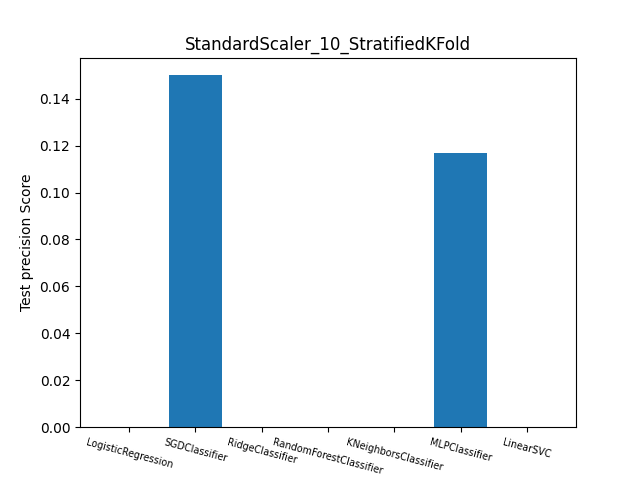 StandardScaler_10_StratifiedKFold
Test precision Score
0.14
0.12
0.10
0.08
0.06
0.04
0.02
0.00
LogisticRegression
SGDClassifier
RidgeClassifier
RandomForestClassifier
KNeighborsClassifier
MLPClassifier
LinearSVC